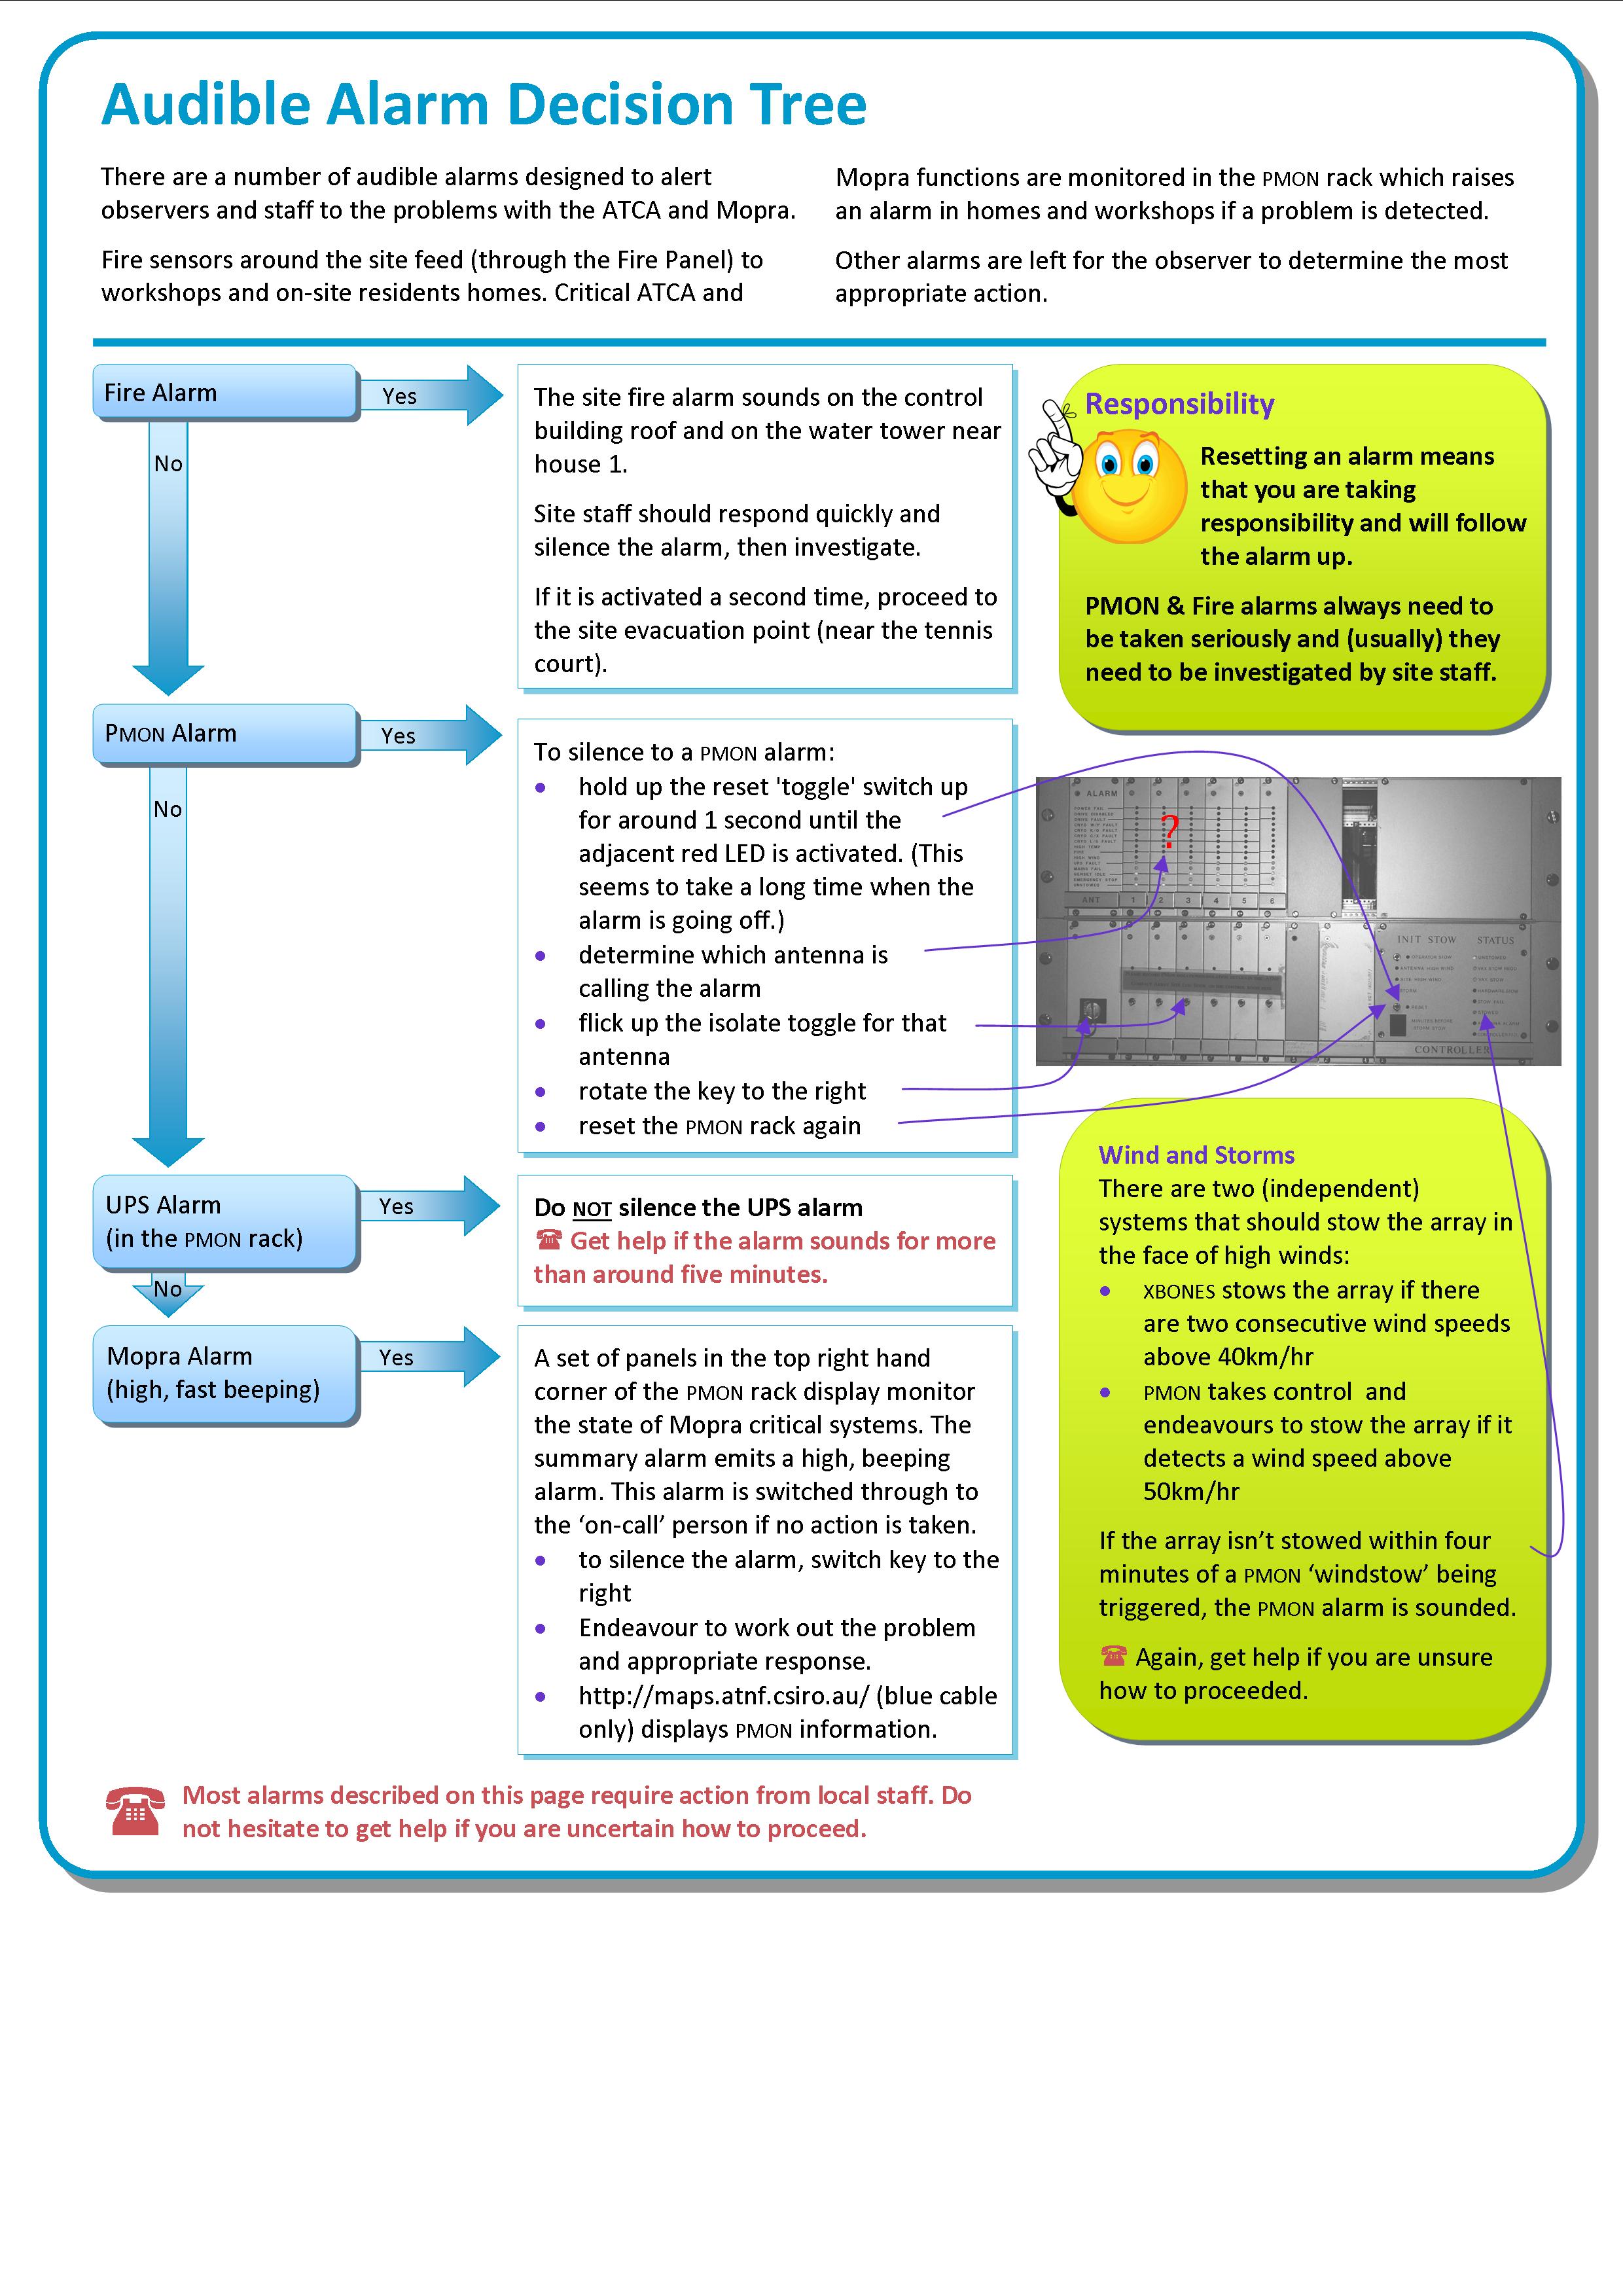 Audible Alarm Decision Tree
There are a number of audible alarms designed to alert
observers and staff to the problems with the ATCA and Mopra.
Fire sensors around the site feed (through the Fire Panel) to
workshops and on-site residents homes. Critical ATCA and
Mopra functions are monitored in the PMON rack which raises
an alarm in homes and workshops if a problem is detected.
Other alarms are left for the observer to determine the most
appropriate action.
Fire Alarm
Yes
No
The site fire alarm sounds on the control
building roof and on the water tower near
house 1.
Site staff should respond quickly and
silence the alarm, then investigate.
If it is activated a second time, proceed to
the site evacuation point (near the tennis
court).
Responsibility
Resetting an alarm means
that you are taking
responsibility and will follow
the alarm up.
PMON & Fire alarms always need to
be taken seriously and (usually) they
need to be investigated by site staff.
PMON Alarm
Yes
No
To silence to a PMON alarm:
• hold up the reset 'toggle' switch up
for around 1 second until the
adjacent red LED is activated. (This
seems to take a long time when the
alarm is going off.)
• determine which antenna is
calling the alarm
• flick up the isolate toggle for that
antenna
• rotate the key to the right
• reset the PMON rack again
ALARM
?
ANT 1 2 3 4 5 6
INIT STOW STATUS
RESET
CONTROLLER
UPS Alarm
(in the PMON rack)
Yes
No
Do NOT silence the UPS alarm
☎ Get help if the alarm sounds for more
than around five minutes.
Mopra Alarm
(high, fast beeping)
Yes
A set of panels in the top right hand
corner of the PMON rack display monitor
the state of Mopra critical systems. The
summary alarm emits a high, beeping
alarm. This alarm is switched through to
the ‘on-call’ person if no action is taken.
• to silence the alarm, switch key to the
right
• Endeavour to work out the problem
and appropriate response.
• http://maps.atnf.csiro.au/ (blue cable
only) displays PMON information.
Wind and Storms
There are two (independent)
systems that should stow the array in
the face of high winds:
• XBONES stows the array if there
are two consecutive wind speeds
above 40km/hr
• PMON takes control and
endeavours to stow the array if it
detects a wind speed above
50km/hr
If the array isn’t stowed within four
minutes of a PMON ‘windstow’ being
triggered, the PMON alarm is sounded.
☎ Again, get help if you are unsure
how to proceeded.
Most alarms described on this page require action from local staff. Do
not hesitate to get help if you are uncertain how to proceed.